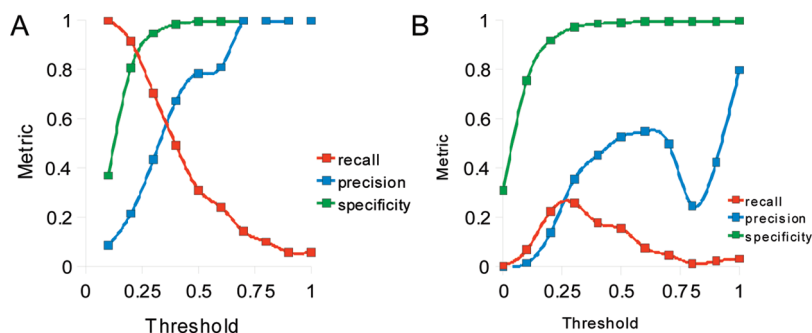 A
1
0.8
0.6
0.4
0.2
0
Metric
0 0.25 0.5 0.75 1
Threshold
recall
precision
specificity
B
1
0.8
0.6
0.4
0.2
0
Metric
0 0.25 0.5 0.75 1
Threshold
recall
precision
specificity